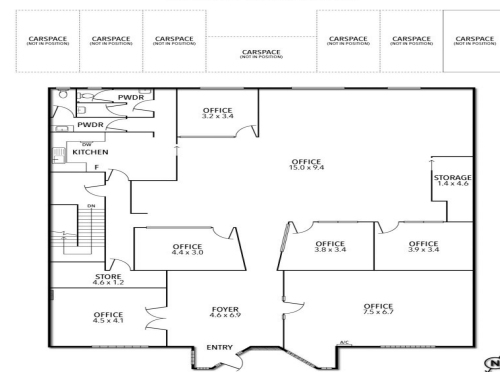 CARSPACE
(NOT IN POSITION)
CARSPACE
(NOT IN POSITION)
CARSPACE
(NOT IN POSITION)
CARSPACE
(NOT IN POSITION)
CARSPACE
(NOT IN POSITION)
CARSPACE
(NOT IN POSITION)
CARSPACE
(NOT IN POSITION)
PWDR
OFFICE
3.2 x 3.4
PWDR
DW
KITCHEN
F
OFFICE
15.0 x 9.4
STORAGE
1.4 x 4.6
DN
OFFICE
4.4 x 3.0
OFFICE
3.8 x 3.4
OFFICE
3.9 x 3.4
STORE
4.6 x 1.2
OFFICE
4.5 x 4.1
FOYER
4.6 x 6.9
OFFICE
7.5 x 6.7
ENTRY
A/C
N